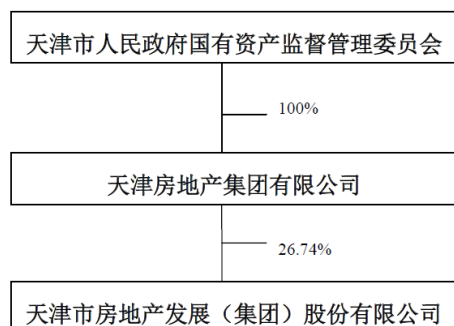 天津市人民政府国有资产监督管理委员会
100%
天津房地产集团有限公司
26.74%
天津市房地产发展（集团）股份有限公司